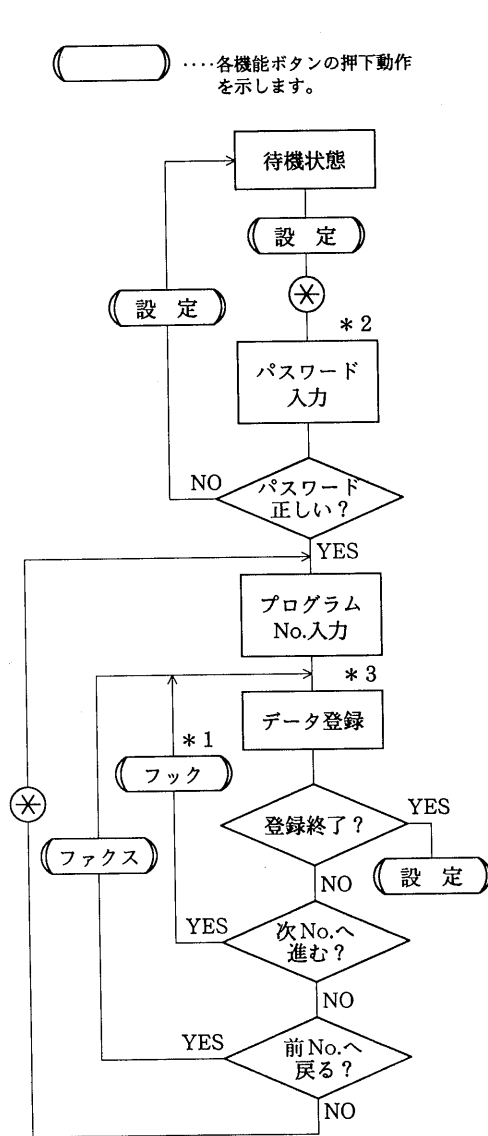 ‥‥各機能ボタンの押下動作
を示します。
待機状態
設 定
＊
設 定
＊2
パスワード
入力
NO
パスワード
正しい？
YES
プログラム
No.入力
＊3
データ登録
＊1
フック
＊
登録終了？
YES
ファクス
設 定
NO
YES
次No.へ
進む？
NO
YES
前No.へ
戻る？
NO